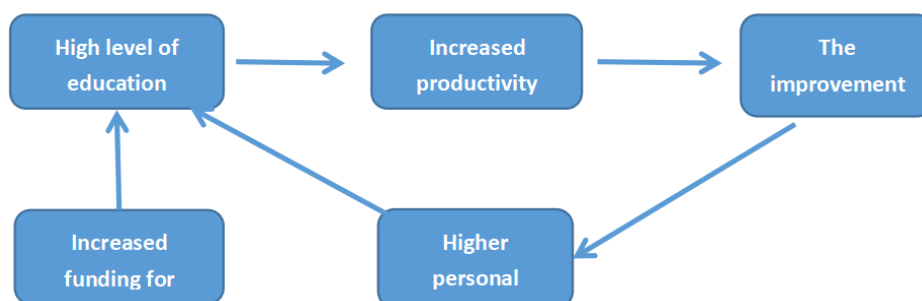 High level of
education
Increased
productivity
The
improvement
Increased
funding for
Higher
personal